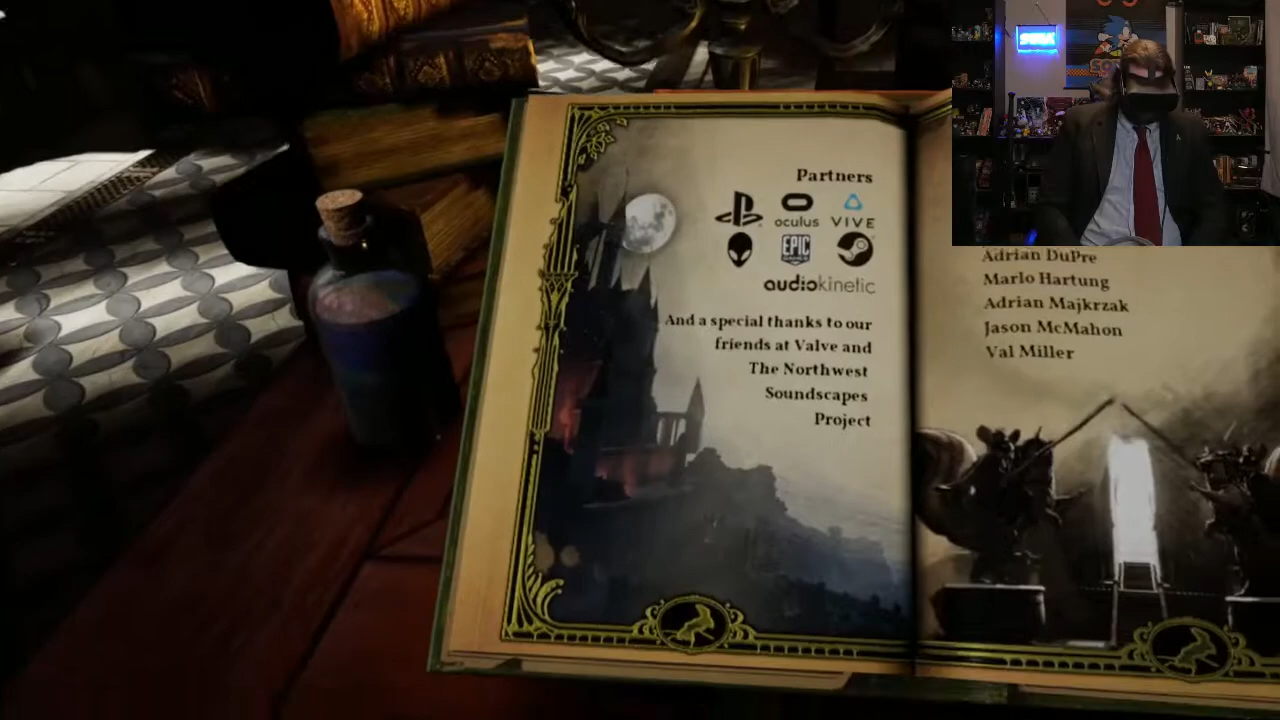 SEGA
Partners
oculus
VIVE
EPIC
GAMES
audiokinetic
And a special thanks to our
friends at Valve and
The Northwest
Soundscapes
Project
Adrian DuPre
Marlo Hartung
Adrian Majkrzak
Jason McMahon
Val Miller